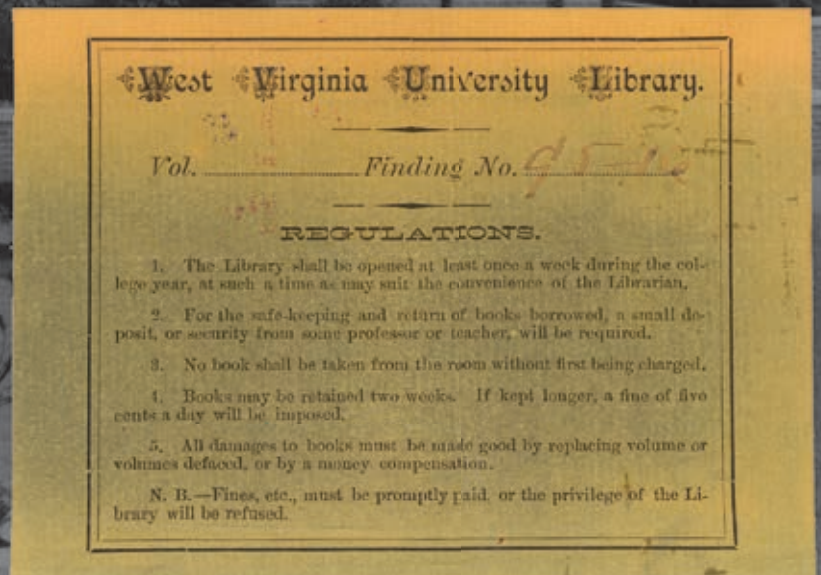 West Virginia University Library.
Vol. Finding No.
REGULATIONS.
1. The Library shall be opened at least once a week during the col-
lege year, at such a time as may suit the convenience of the Librarian.
2. For the safe-keeping and return of books borrowed, a small de-
posit, or security from some professor or teacher, will be required.
3. No book shall be taken from the room without first being charged.
4. Books may be retained two weeks. If kept longer, a fine of five
cents a day will be imposed.
5. All damages to books must be made good by replacing volume or
volumes defaced, or by a money compensation.
N. B.—Fines, etc., must be promptly paid, or the privilege of the Li-
brary will be refused.